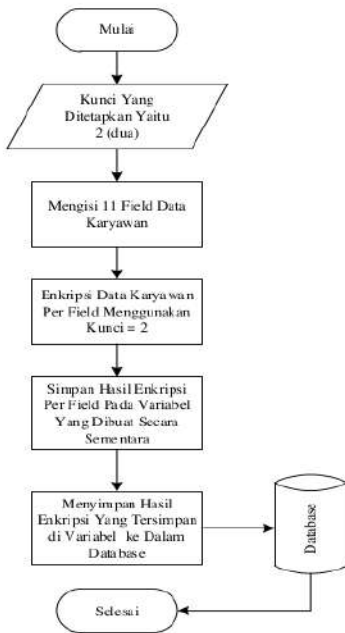 Mulai
Kunci Yang
Ditetapkan Yaitu
2 (dua)
Mengisi 11 Field Data
Karyawan
Enkripsi Data Karyawan
Per Field Menggunakan
Kunci = 2
Simpan Hasil Enkripsi
Per Field Pada Variabel
Yang Dibuat Secara
Sementara
Menyimpan Hasil
Enkripsi Yang Tersimpan
di Variabel ke Dalam
Database
Database
Selesai